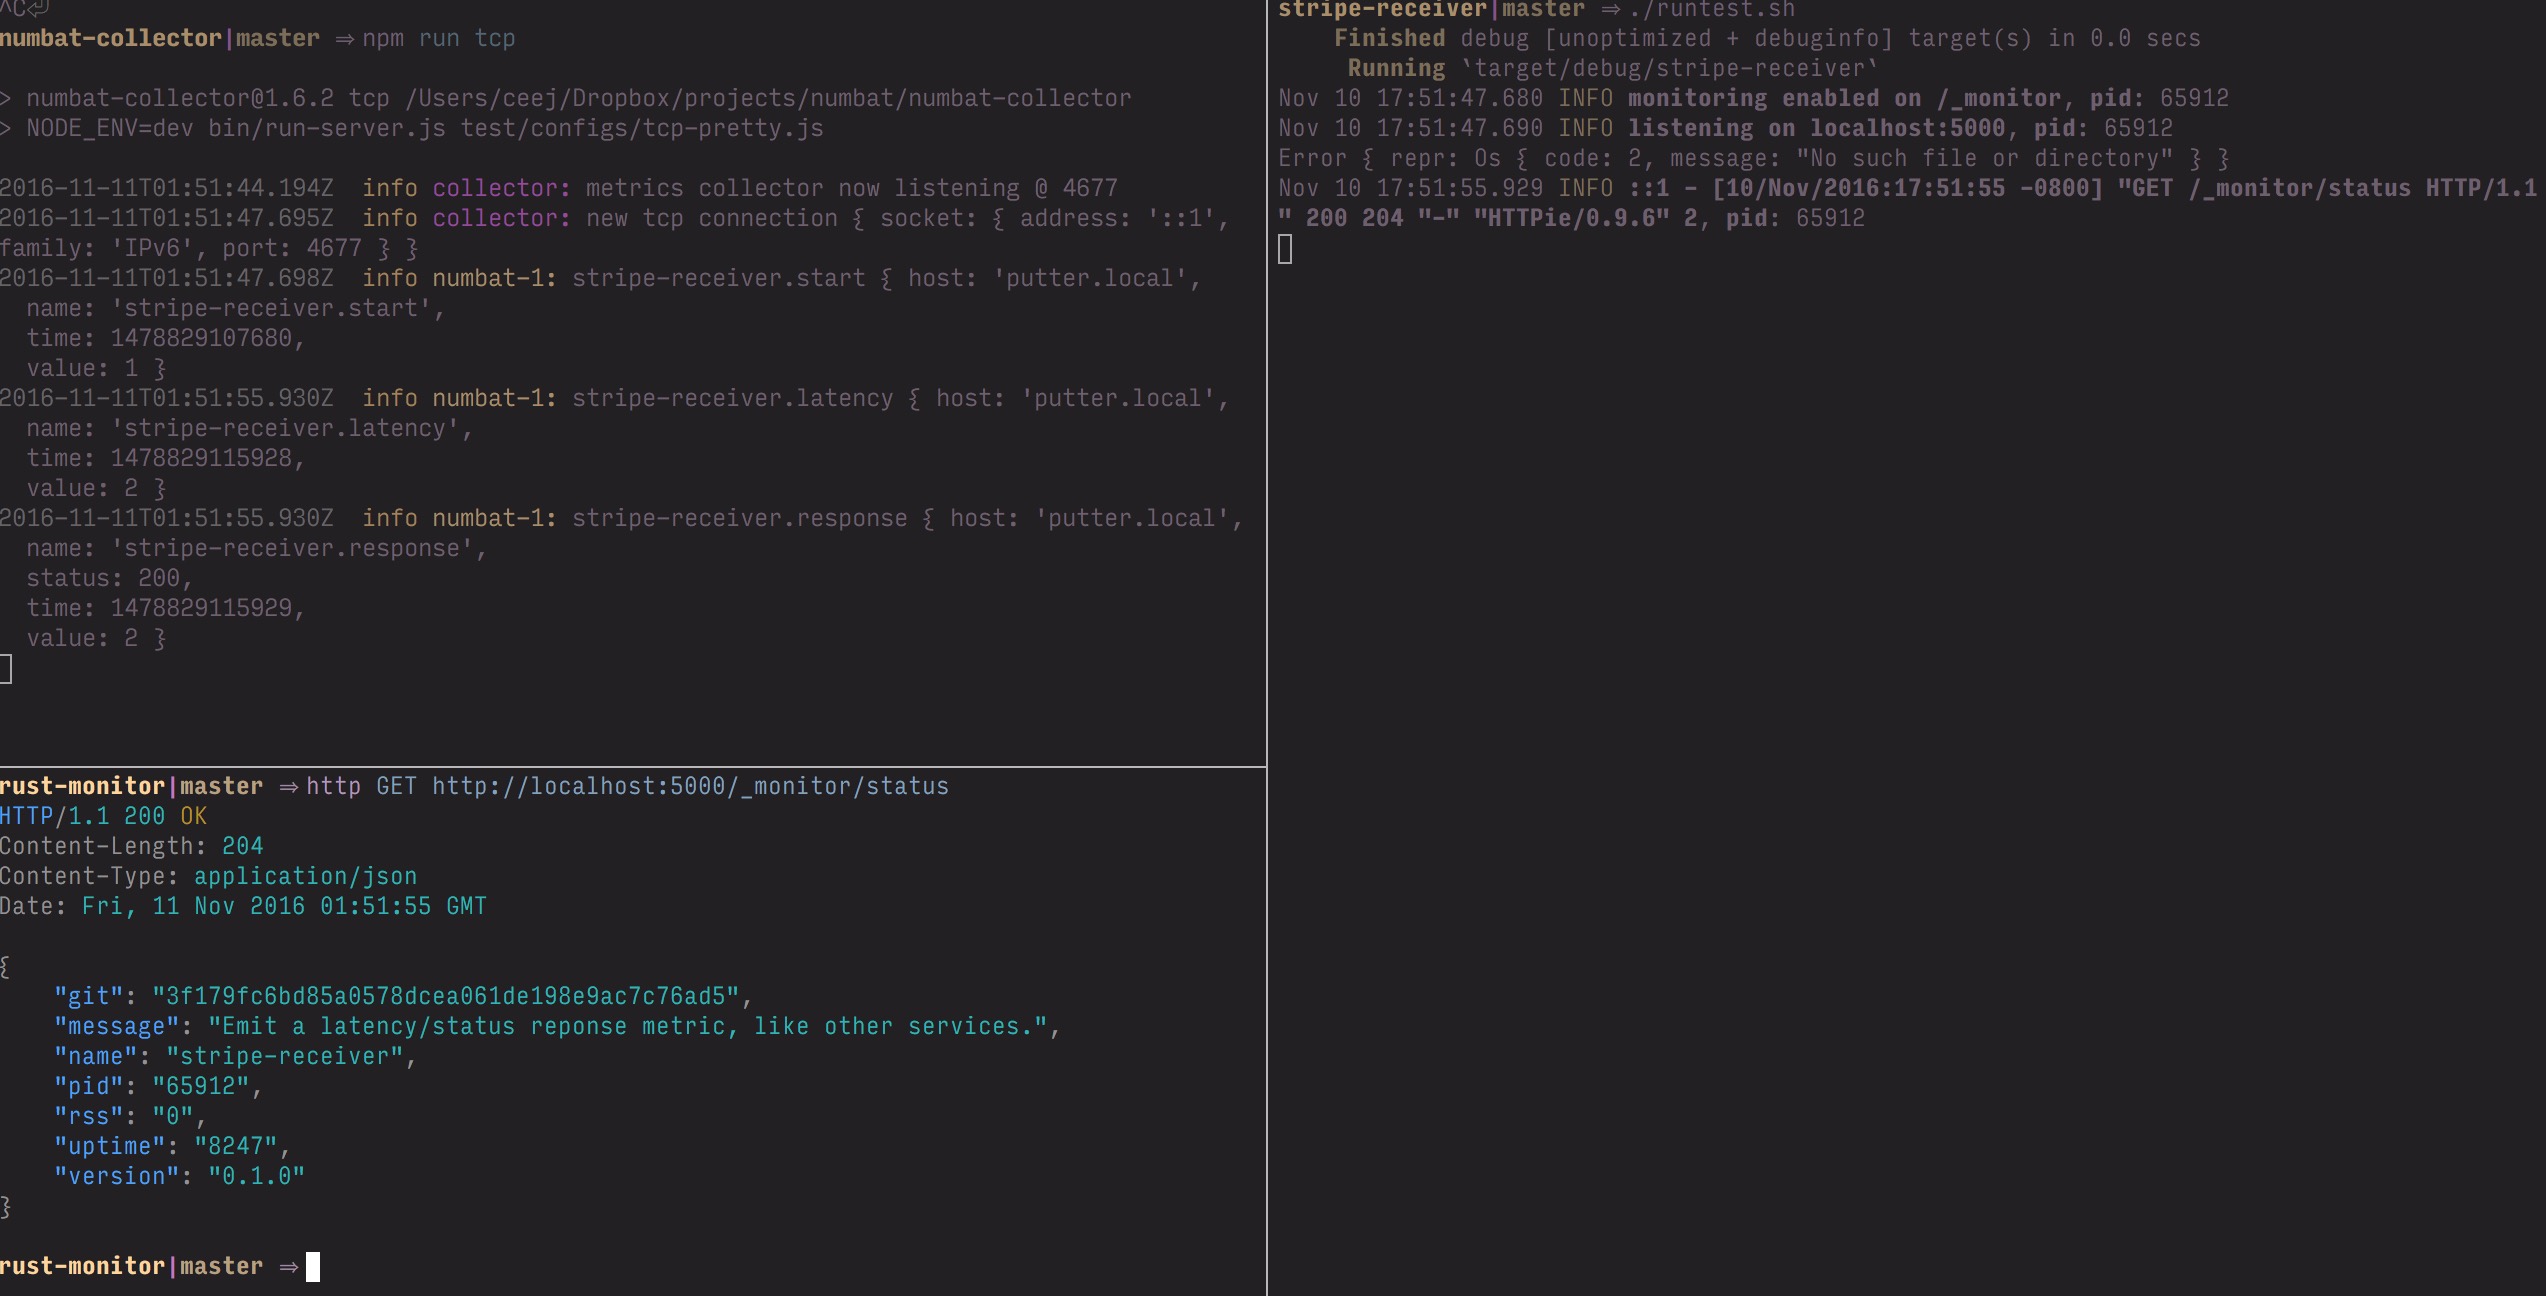 ^C⏎
numbat-collector|master ⇒ npm run tcp
> numbat-collector@1.6.2 tcp /Users/ceej/Dropbox/projects/numbat/numbat-collector
> NODE_ENV=dev bin/run-server.js test/configs/tcp-pretty.js
2016-11-11T01:51:44.194Z  info collector: metrics collector now listening @ 4677
2016-11-11T01:51:47.695Z  info collector: new tcp connection { socket: { address: '::1',
family: 'IPv6', port: 4677 } }
2016-11-11T01:51:47.698Z  info numbat-1: stripe-receiver.start { host: 'putter.local',
  name: 'stripe-receiver.start',
  time: 1478829107680,
  value: 1 }
2016-11-11T01:51:55.930Z  info numbat-1: stripe-receiver.latency { host: 'putter.local',
  name: 'stripe-receiver.latency',
  time: 1478829115928,
  value: 2 }
2016-11-11T01:51:55.930Z  info numbat-1: stripe-receiver.response { host: 'putter.local',
  name: 'stripe-receiver.response',
  status: 200,
  time: 1478829115929,
  value: 2 }
rust-monitor|master ⇒ http GET http://localhost:5000/_monitor/status
HTTP/1.1 200 OK
Content-Length: 204
Content-Type: application/json
Date: Fri, 11 Nov 2016 01:51:55 GMT
{
    "git": "3f179fc6bd85a0578dcea061de198e9ac7c76ad5",
    "message": "Emit a latency/status reponse metric, like other services.",
    "name": "stripe-receiver",
    "pid": "65912",
    "rss": "0",
    "uptime": "8247",
    "version": "0.1.0"
}
rust-monitor|master ⇒
stripe-receiver|master ⇒ ./runtest.sh
    Finished debug [unoptimized + debuginfo] target(s) in 0.0 secs
     Running `target/debug/stripe-receiver`
Nov 10 17:51:47.680 INFO monitoring enabled on /_monitor, pid: 65912
Nov 10 17:51:47.690 INFO listening on localhost:5000, pid: 65912
Error { repr: Os { code: 2, message: "No such file or directory" } }
Nov 10 17:51:55.929 INFO ::1 - [10/Nov/2016:17:51:55 -0800] "GET /_monitor/status HTTP/1.1
" 200 204 "-" "HTTPie/0.9.6" 2, pid: 65912